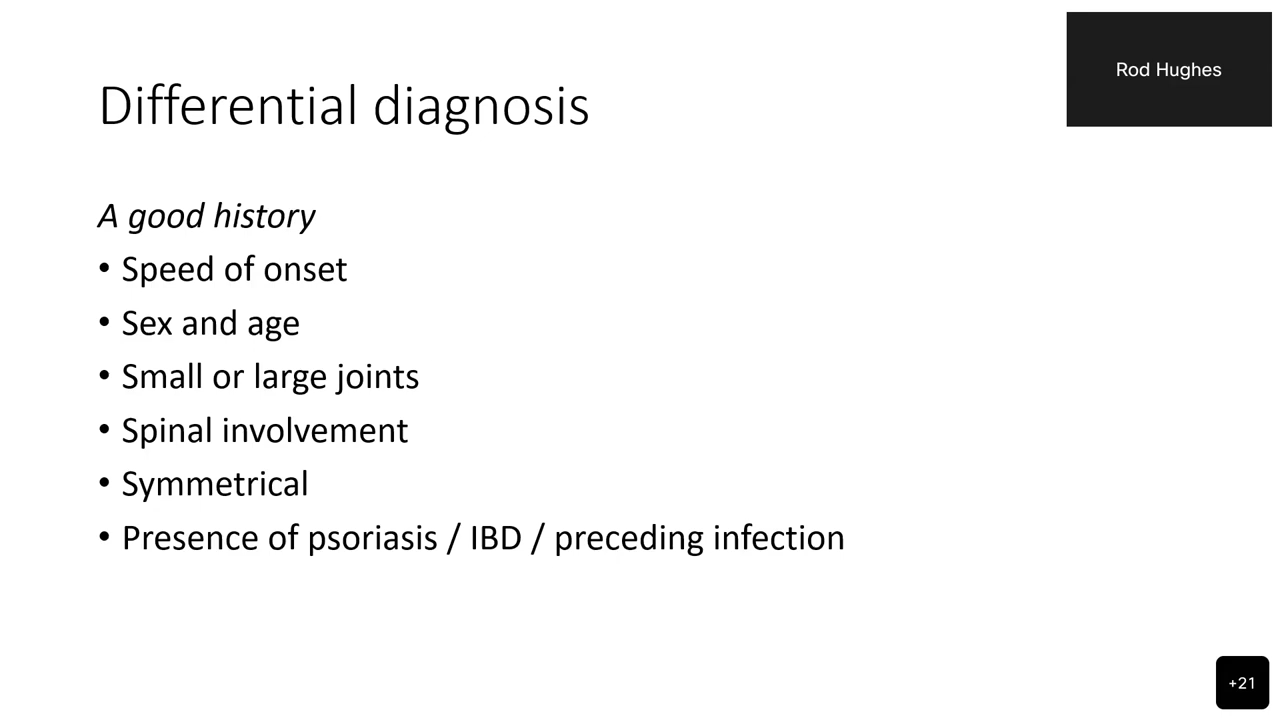 Rod Hughes
Differential diagnosis
A good history
• Speed of onset
• Sex and age
• Small or large joints
• Spinal involvement
• Symmetrical
• Presence of psoriasis / IBD / preceding infection
+21